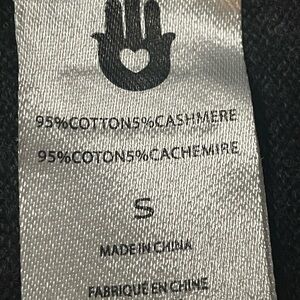 95%COTTON5%CASHMERE
95%COTON5%CACHEMIRE
S
MADE IN CHINA
FABRIQUE EN CHINE